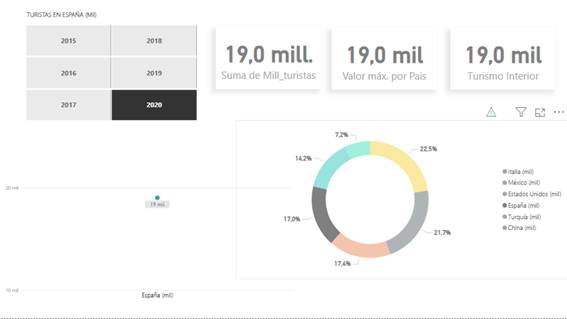 TURISTAS EN ESPAÑA (Mil)
2015
2018
2016
2019
2017
2020
19,0 mill.
Suma de Mill_turistas
19,0 mil
Valor máx. por Pais
19,0 mil
Turismo Interior
7,2%
22,5%
14,2%
17,0%
21,7%
17,4%
Italia (mil)
México (mil)
Estados Unidos (mil)
España (mil)
Turquía (mil)
China (mil)
20 mil
19 mil
10 mil
España (mil)